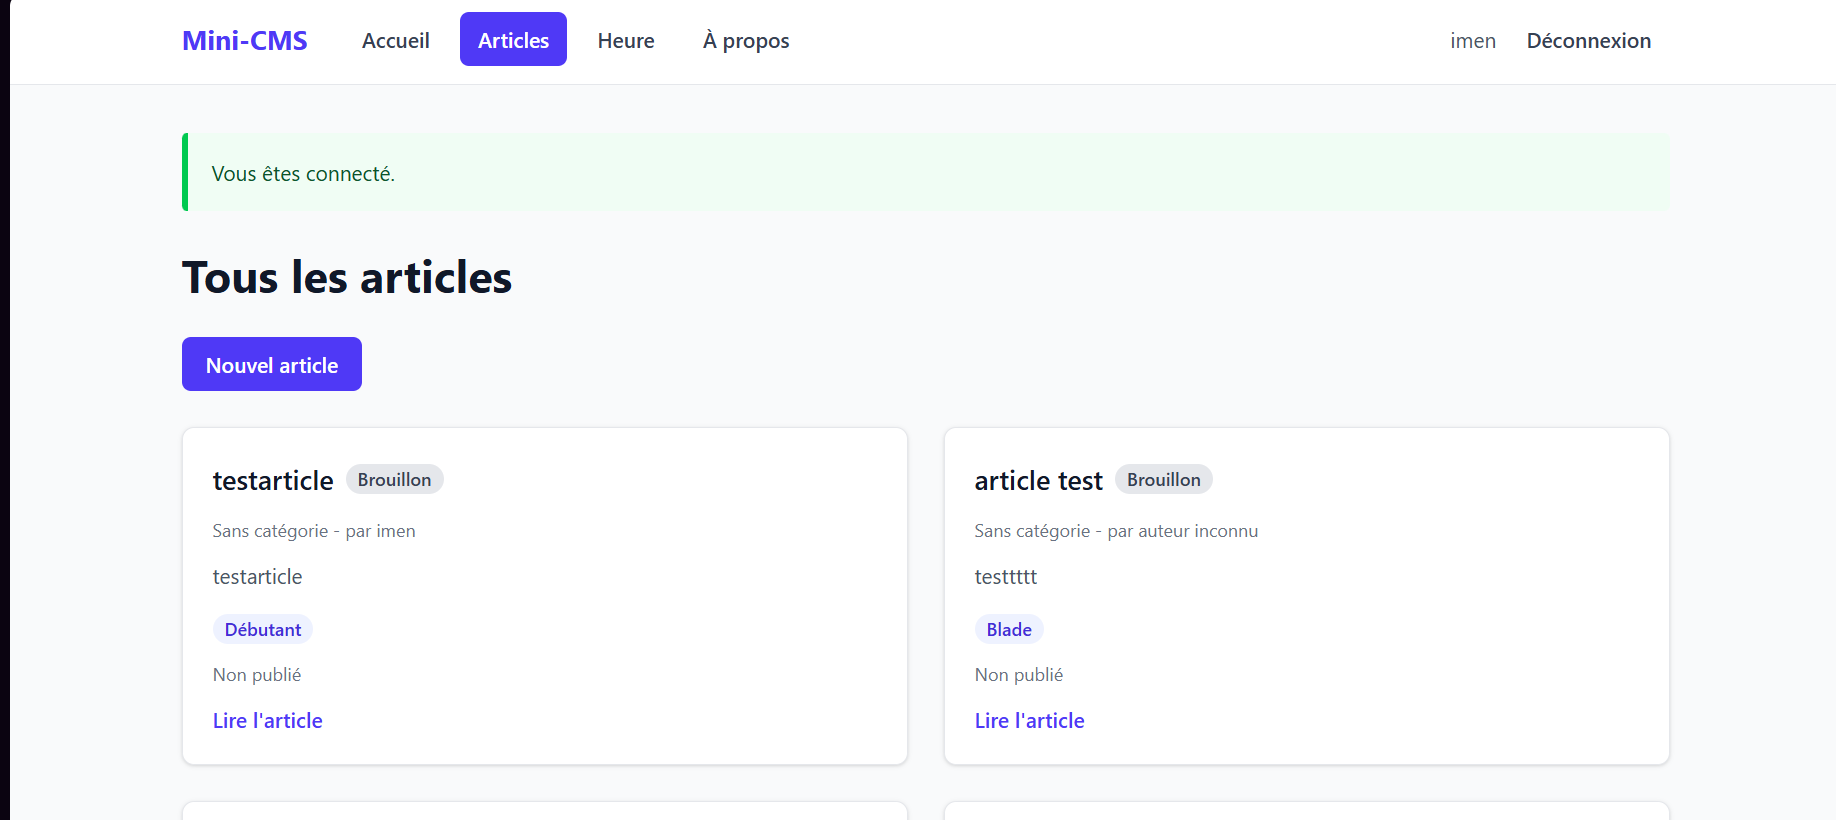 Mini-CMS Accueil Articles Heure À propos imen Déconnexion
Vous êtes connecté.
Tous les articles
Nouvel article
testarticle Brouillon
Sans catégorie - par imen
testarticle
Débutant
Non publié
Lire l'article
article test Brouillon
Sans catégorie - par auteur inconnu
testtttt
Blade
Non publié
Lire l'article